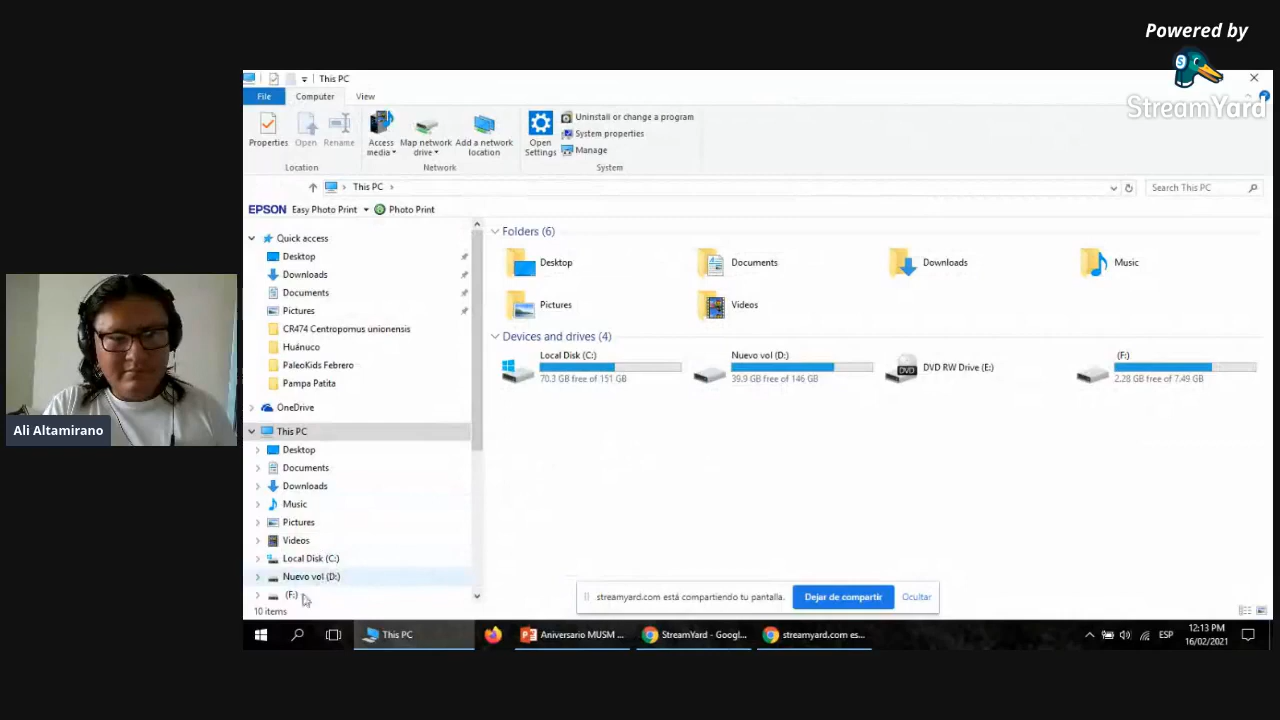 Powered by
StreamYard
This PC
File
Computer
View
Properties
Open
Rename
Access media
Map network drive
Add a network location
Open Settings
Uninstall or change a program
System properties
Manage
Location
Network
System
This PC
Search This PC
EPSON Easy Photo Print
Photo Print
Quick access
Desktop
Downloads
Documents
Pictures
CR474 Centropomus unionensis
Huánuco
PaleoKids Febrero
Pampa Patita
OneDrive
This PC
Desktop
Documents
Downloads
Music
Pictures
Videos
Local Disk (C:)
Nuevo vol (D:)
(F:)
10 items
Folders (6)
Desktop
Documents
Downloads
Music
Pictures
Videos
Devices and drives (4)
Local Disk (C:)
70.3 GB free of 151 GB
Nuevo vol (D:)
39.9 GB free of 146 GB
DVD
DVD RW Drive (E:)
(F:)
2.28 GB free of 7.49 GB
Ali Altamirano
streamyard.com está compartiendo tu pantalla.
Dejar de compartir
Ocultar
This PC
Aniversario MUSM ...
StreamYard - Googl...
streamyard.com es...
ESP
12:13 PM
16/02/2021